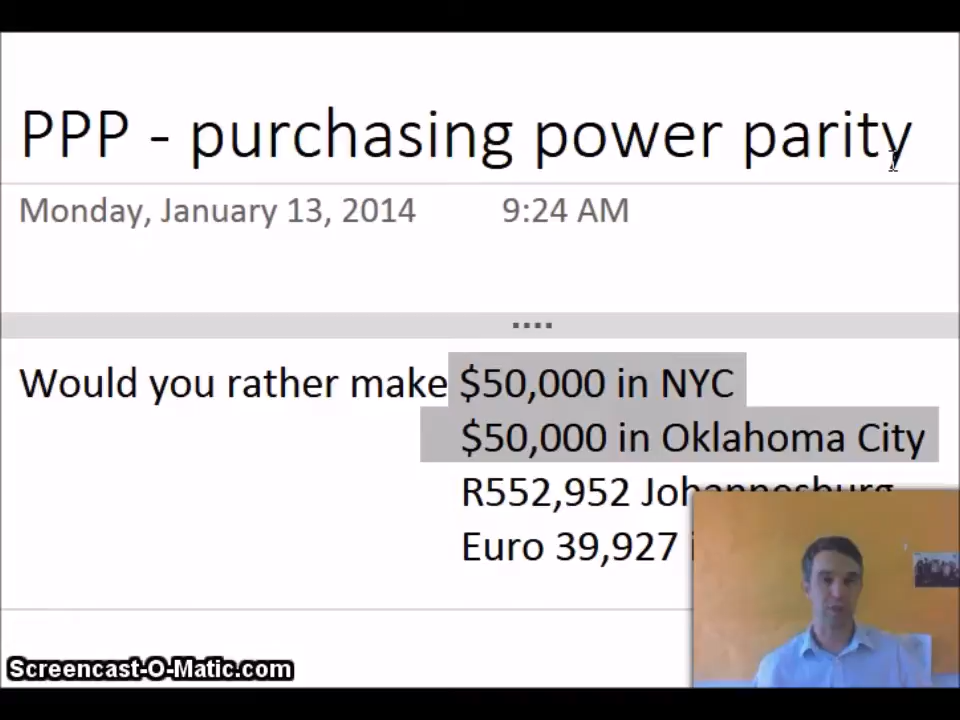 PPP - purchasing power parity
Monday, January 13, 2014 9:24 AM
Would you rather make $50,000 in NYC
$50,000 in Oklahoma City
R552,952 Johannesburg
Euro 39,927
Screencast-O-Matic.com